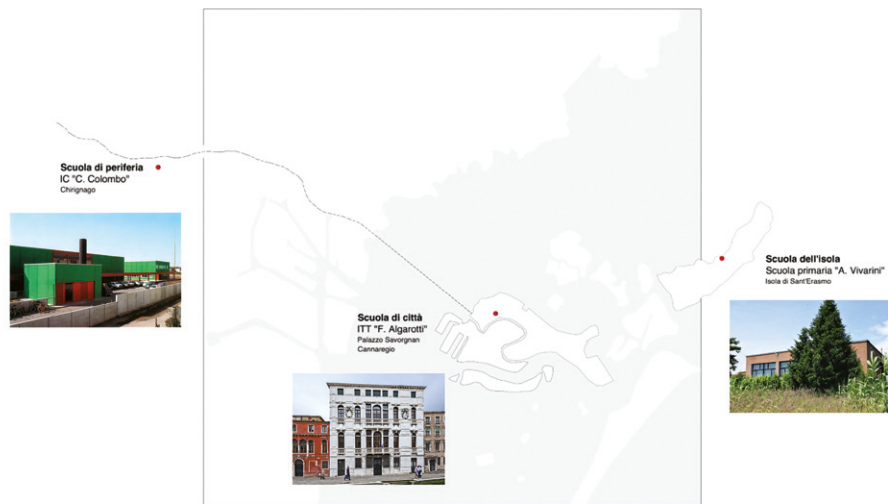 Scuola di periferia
IC "C. Colombo"
Chirignago
Scuola di città
ITT "F. Algarotti"
Palazzo Savorgnan
Cannaregio
Scuola dell'isola
Scuola primaria "A. Vivarini"
Isola di Sant'Erasmo